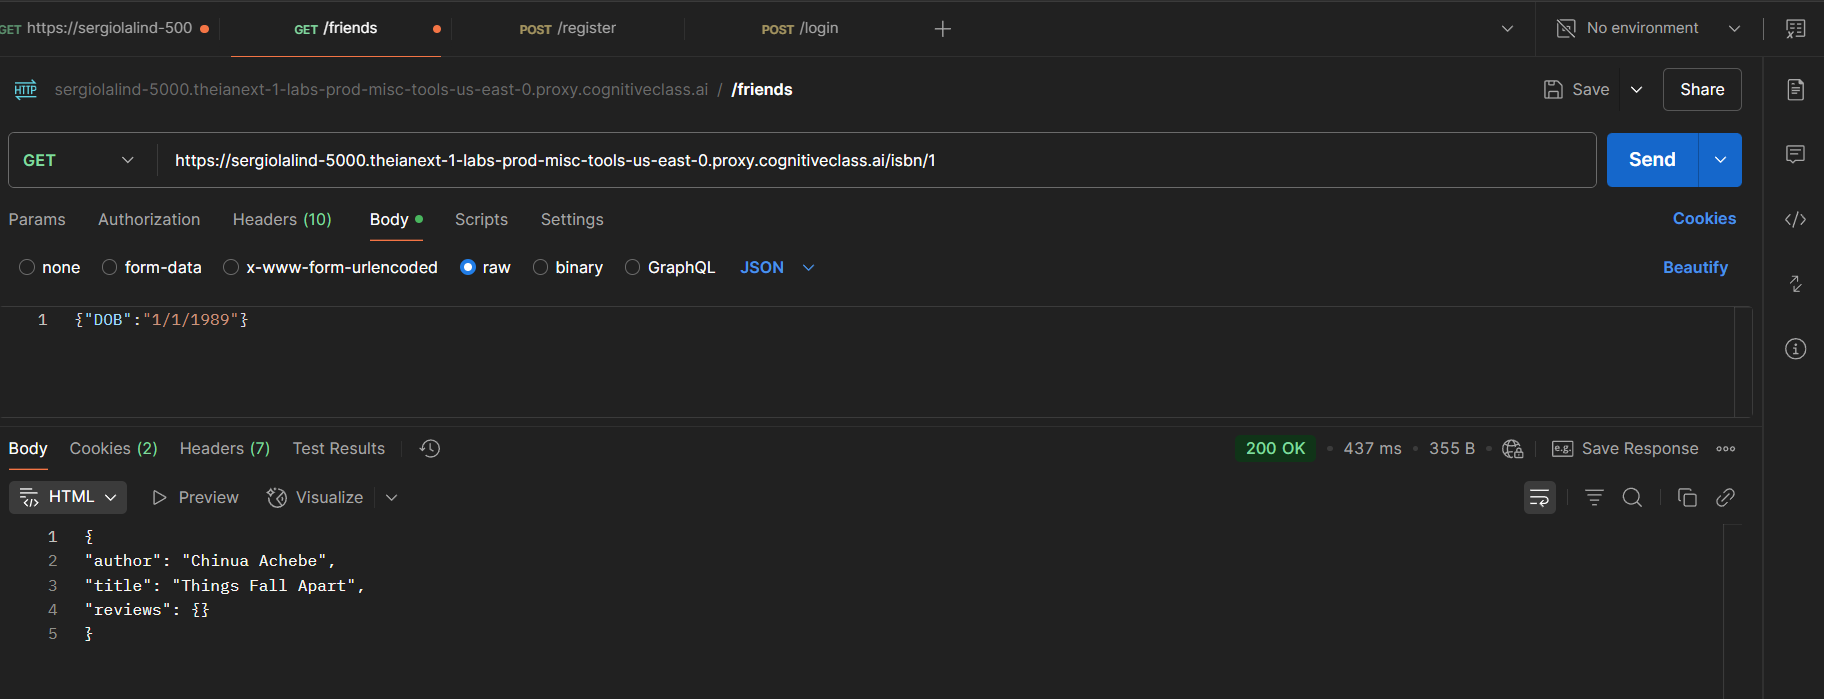 GET https://sergiolalind-500
GET /friends
POST /register
POST /login
No environment
HTTP sergiolalind-5000.theianext-1-labs-prod-misc-tools-us-east-0.proxy.cognitiveclass.ai / /friends
Save
Share
GET
https://sergiolalind-5000.theianext-1-labs-prod-misc-tools-us-east-0.proxy.cognitiveclass.ai/isbn/1
Send
Params Authorization Headers (10) Body Scripts Settings
Cookies
none form-data x-www-form-urlencoded raw binary GraphQL JSON
Beautify
1 {"DOB":"1/1/1989"}
Body Cookies (2) Headers (7) Test Results
200 OK • 437 ms • 355 B •
e.g. Save Response
HTML Preview Visualize
1 {
2 "author": "Chinua Achebe",
3 "title": "Things Fall Apart",
4 "reviews": {}
5 }